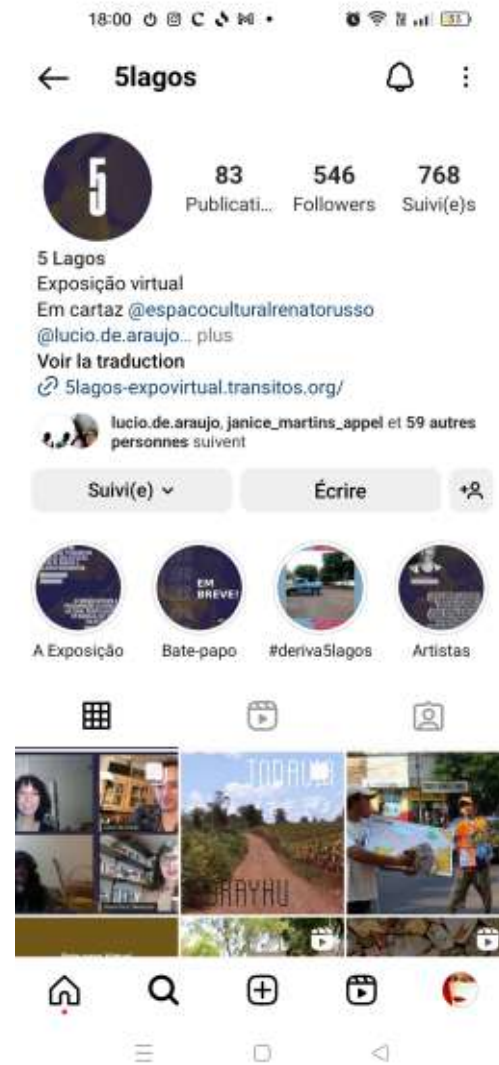 18:00
53
5lagos
5
83
546
768
Publicati...
Followers
Suivi(e)s
5 Lagos
Exposição virtual
Em cartaz @espacoculturalrenatorusso
@lucio.de.araujo... plus
Voir la traduction
5lagos-expovirtual.transitos.org/
lucio.de.araujo, janice_martins_appel et 59 autres
personnes suivent
Suivi(e)
Écrire
EM
BREVE!
A Exposição
Bate-papo
#deriva5lagos
Artistas